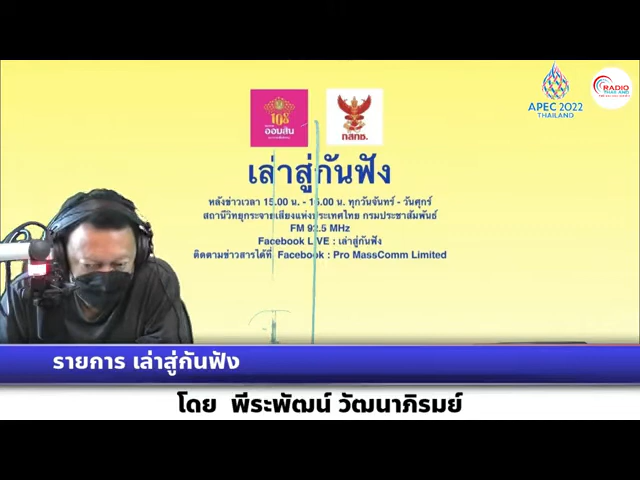 APEC 2022
THAILAND
RADIO
THAILAND
108
ออมสิน
กสทช.
เล่าสู่กันฟัง
หลังข่าวเวลา 15.00 น. - 16.00 น. ทุกวันจันทร์ - วันศุกร์
สถานีวิทยุกระจายเสียงแห่งประเทศไทย กรมประชาสัมพันธ์
FM 92.5 MHz
Facebook LIVE : เล่าสู่กันฟัง
ติดตามข่าวสารได้ที่ Facebook : Pro MassComm Limited
รายการ เล่าสู่กันฟัง
โดย พีระพัฒน์ วัฒนาภิรมย์